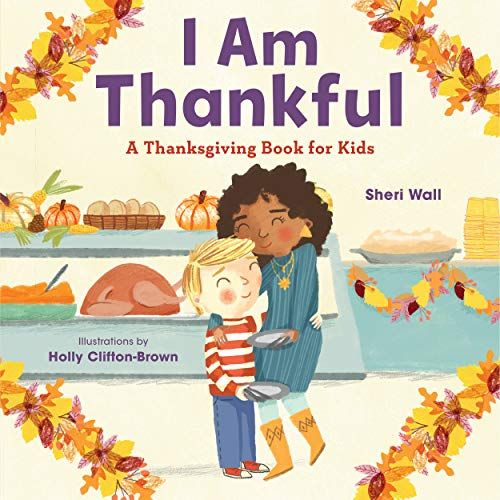 I Am
Thankful
A Thanksgiving Book for Kids
Sheri Wall
Illustrations by
Holly Clifton-Brown